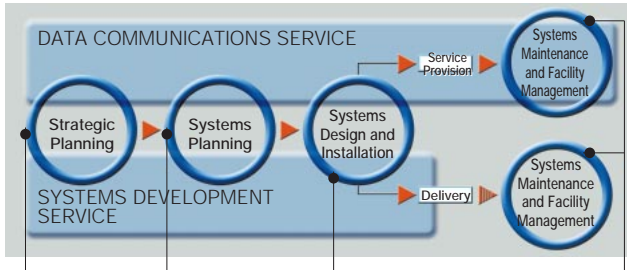 DATA COMMUNICATIONS SERVICE
Service
Provision
Systems
Maintenance
and Facility
Management
Strategic
Planning
Systems
Planning
Systems
Design and
Installation
SYSTEMS DEVELOPMENT
SERVICE
Delivery
Systems
Maintenance
and Facility
Management